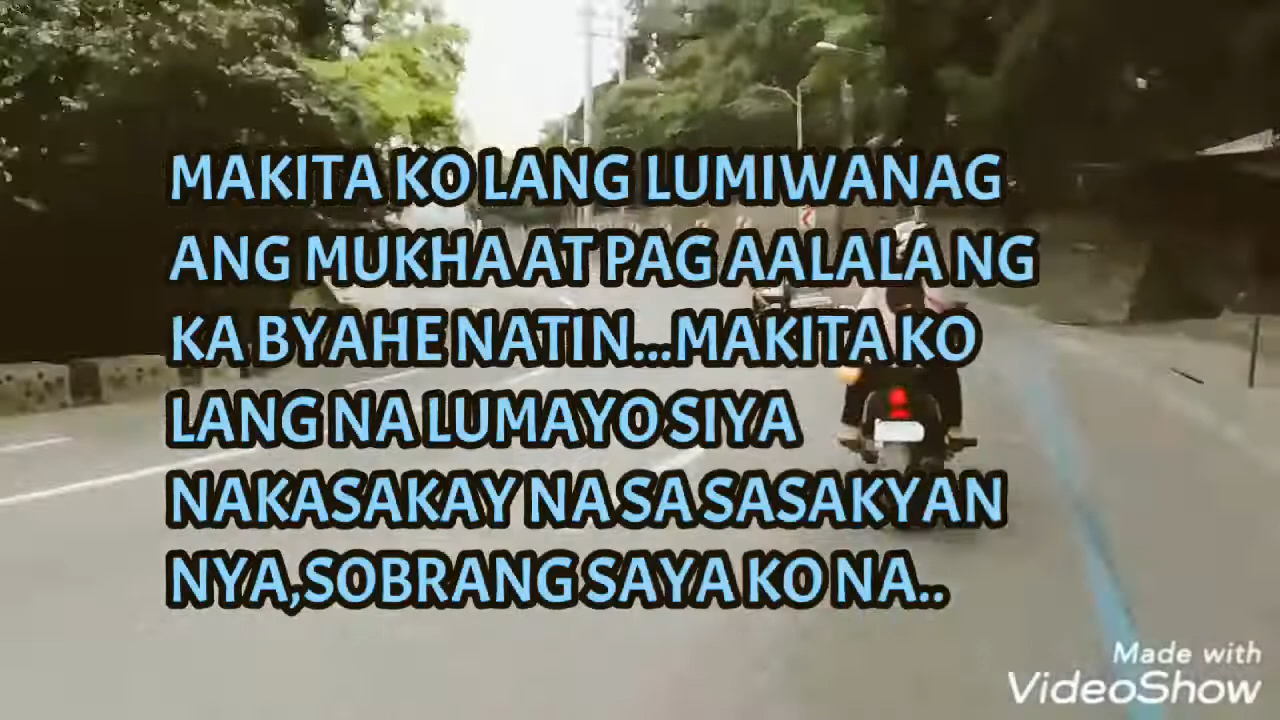 MAKITA KO LANG LUMIWANAG
ANG MUKHA AT PAG AALALA NG
KA BYAHE NATIN...MAKITA KO
LANG NA LUMAYO SIYA
NAKASAKAY NA SA SASAKYAN
NYA,SOBRANG SAYA KO NA..
Made with
VideoShow